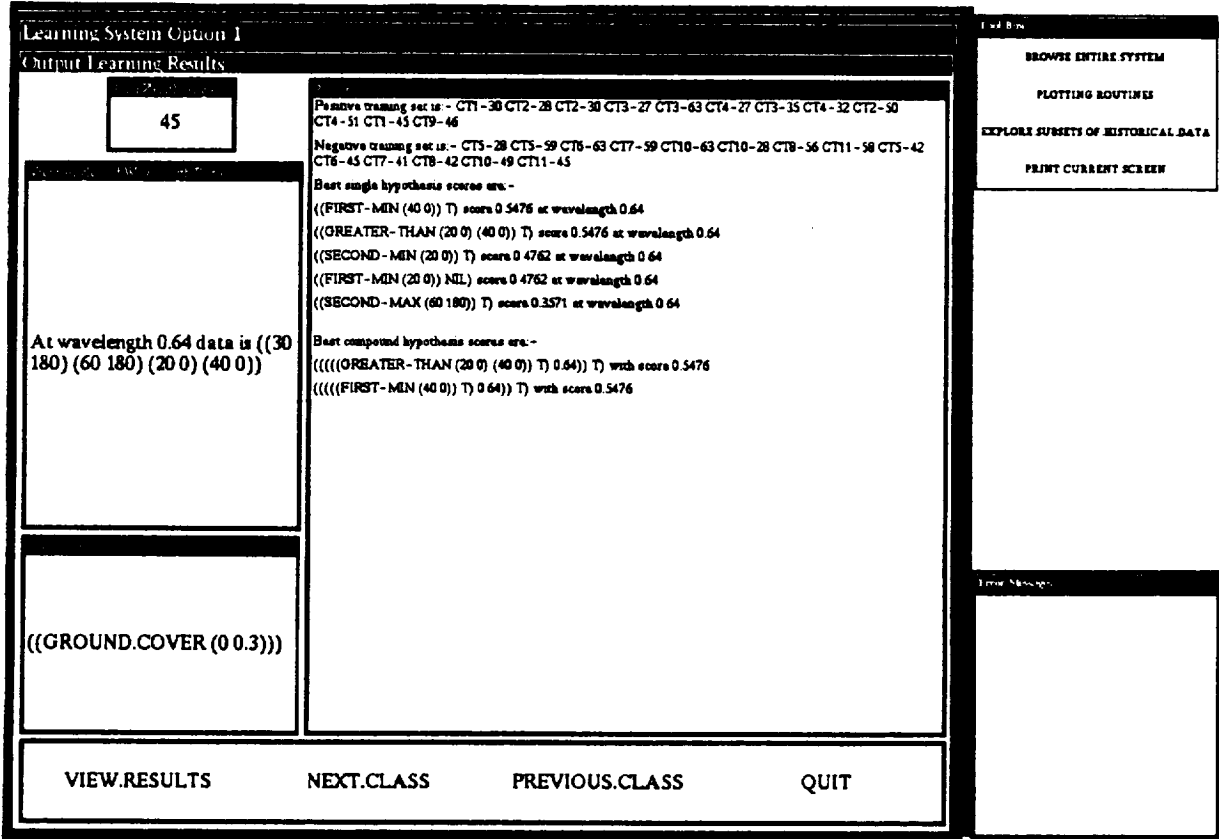 Learning System Option 1
Output Learning Results
45
At wavelength 0.64 data is ((30
180) (60 180) (20 0) (40 0))
((GROUND.COVER (0 0.3)))
Positive training set is:- CT1-30 CT2-28 CT2-30 CT3-27 CT3-63 CT4-27 CT3-35 CT4-32 CT2-50
CT4-51 CT1-45 CT9-46
Negative training set is:- CT5-28 CT5-59 CT6-63 CT7-59 CT10-63 CT10-28 CT8-56 CT11-58 CT5-42
CT6-45 CT7-41 CT8-42 CT10-49 CT11-45
Best single hypothesis scores are:-
((FIRST-MIN (40 0)) T) score 0.5476 at wavelength 0.64
((GREATER-THAN (20 0) (40 0)) T) score 0.5476 at wavelength 0.64
((SECOND-MIN (20 0)) T) score 0.4762 at wavelength 0.64
((FIRST-MIN (20 0)) NIL) score 0.4762 at wavelength 0.64
((SECOND-MAX (60 180)) T) score 0.3571 at wavelength 0.64
Best compound hypothesis scores are:-
(((((GREATER-THAN (20 0) (40 0)) T) 0.64)) T) with score 0.5476
(((((FIRST-MIN (40 0)) T) 0.64)) T) with score 0.5476
VIEW.RESULTS NEXT.CLASS PREVIOUS.CLASS QUIT
Tool Box
BROWSE ENTIRE SYSTEM
PLOTTING ROUTINES
EXPLORE SUBSETS OF HISTORICAL DATA
PRINT CURRENT SCREEN
Error Messages